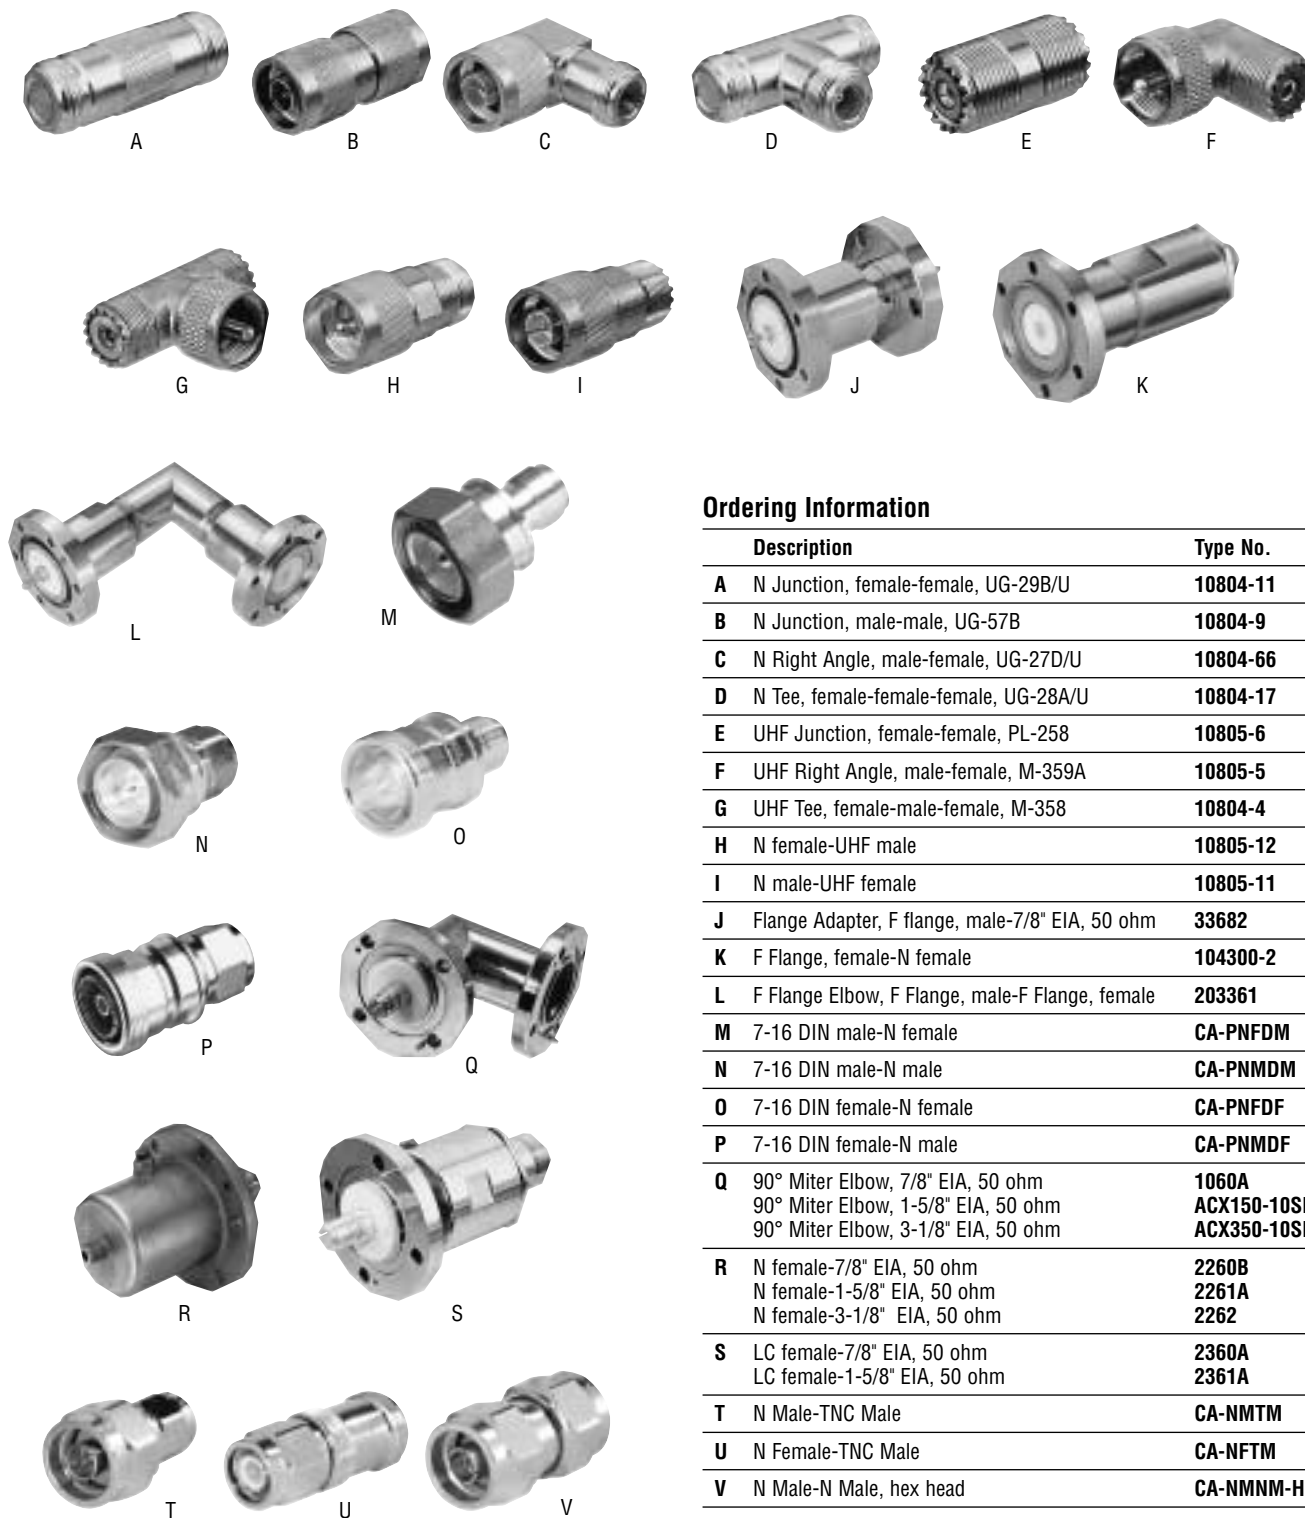 A B C D E F
G H I J K
L M
N O
P Q
R S
T U V
Ordering Information
Description Type No.
A N Junction, female-female, UG-29B/U 10804-11
B N Junction, male-male, UG-57B 10804-9
C N Right Angle, male-female, UG-27D/U 10804-66
D N Tee, female-female-female, UG-28A/U 10804-17
E UHF Junction, female-female, PL-258 10805-6
F UHF Right Angle, male-female, M-359A 10805-5
G UHF Tee, female-male-female, M-358 10804-4
H N female-UHF male 10805-12
I N male-UHF female 10805-11
J Flange Adapter, F flange, male-7/8" EIA, 50 ohm 33682
K F Flange, female-N female 104300-2
L F Flange Elbow, F Flange, male-F Flange, female 203361
M 7-16 DIN male-N female CA-PNFDM
N 7-16 DIN male-N male CA-PNMDM
O 7-16 DIN female-N female CA-PNFDF
P 7-16 DIN female-N male CA-PNMDF
Q 90° Miter Elbow, 7/8" EIA, 50 ohm 1060A
90° Miter Elbow, 1-5/8" EIA, 50 ohm
90° Miter Elbow, 3-1/8" EIA, 50 ohm
R N female-7/8" EIA, 50 ohm 2260B
N female-1-5/8" EIA, 50 ohm 2261A
N female-3-1/8" EIA, 50 ohm 2262
S LC female-7/8" EIA, 50 ohm 2360A
LC female-1-5/8" EIA, 50 ohm 2361A
T N Male-TNC Male CA-NMTM
U N Female-TNC Male CA-NFTM
V N Male-N Male, hex head CA-NMNM-H